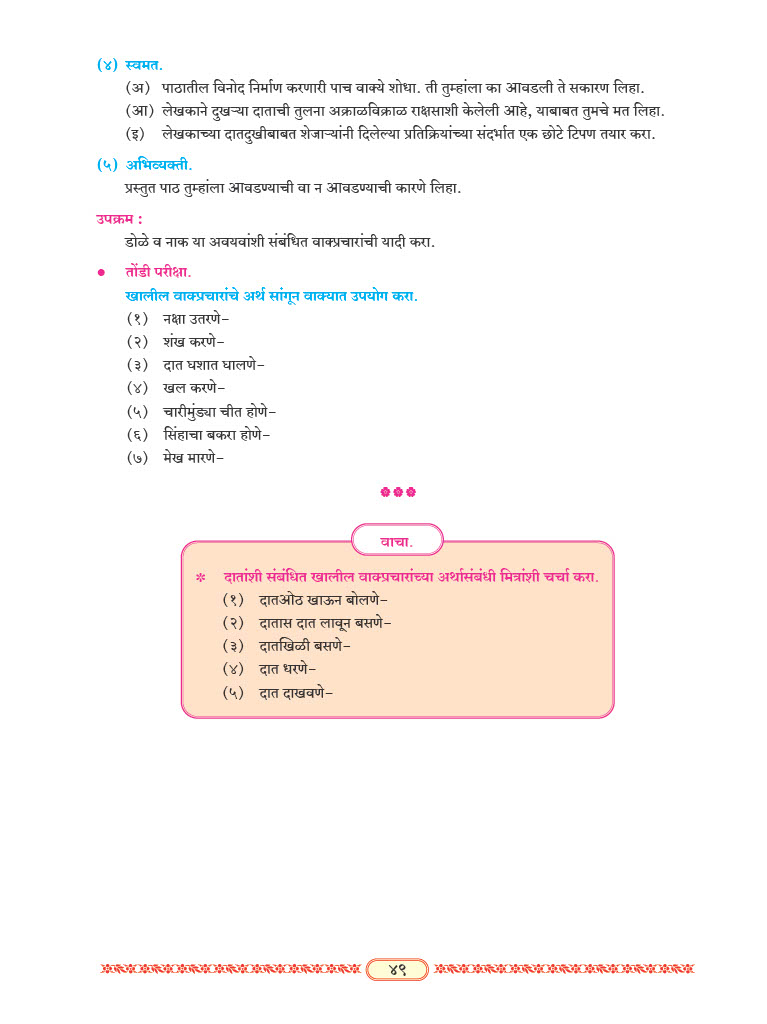 (४) स्वमत.
(अ) पाठातील विनोद निर्माण करणारी पाच वाक्ये शोधा. ती तुम्हांला का आवडली ते सकारण लिहा.
(आ) लेखकाने दुखऱ्या दाताची तुलना अक्राळविक्राळ राक्षसाशी केलेली आहे, याबाबत तुमचे मत लिहा.
(इ) लेखकाच्या दातदुखीबाबत शेजाऱ्यांनी दिलेल्या प्रतिक्रियांच्या संदर्भात एक छोटे टिपण तयार करा.
(५) अभिव्यक्ती.
प्रस्तुत पाठ तुम्हांला आवडण्याची वा न आवडण्याची कारणे लिहा.
उपक्रम :
डोळे व नाक या अवयवांशी संबंधित वाक्प्रचारांची यादी करा.
● तोंडी परीक्षा.
खालील वाक्प्रचारांचे अर्थ सांगून वाक्यात उपयोग करा.
(१) नक्षा उतरणे–
(२) शंख करणे–
(३) दात घशात घालणे–
(४) खल करणे–
(५) चारीमुंड्या चीत होणे–
(६) सिंहाचा बकरा होणे–
(७) मेख मारणे–
वाचा.
* दातांशी संबंधित खालील वाक्प्रचारांच्या अर्थासंबंधी मित्रांशी चर्चा करा.
(१) दातओठ खाऊन बोलणे–
(२) दातास दात लावून बसणे–
(३) दातखिळी बसणे–
(४) दात धरणे–
(५) दात दाखवणे–
४९